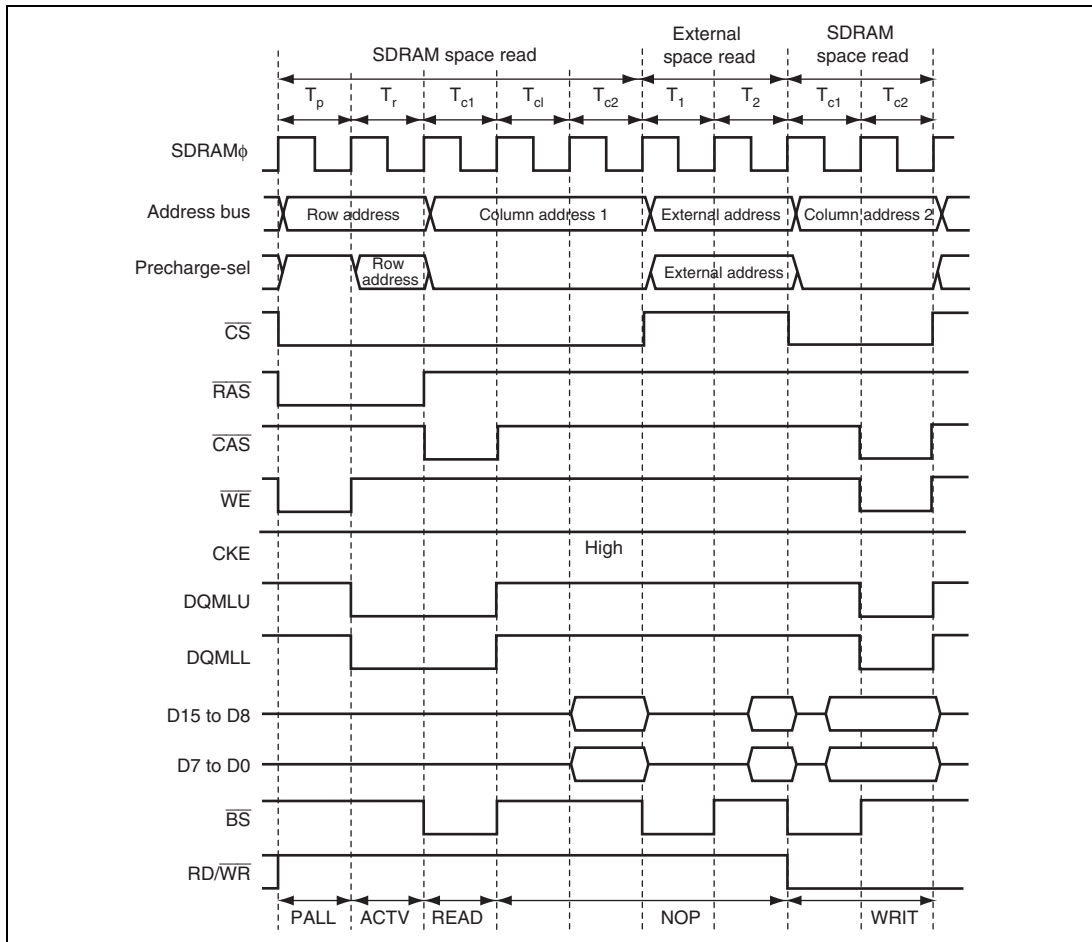 SDRAM space read
External
space read
SDRAM
space read
Tp Tr Tc1 Tcl Tc2 T1 T2 Tc1 Tc2
SDRAMϕ
Address bus Row address Column address 1 External address Column address 2
Precharge-sel Row
address External address
CS
RAS
CAS
WE
CKE High
DQMLU
DQMLL
D15 to D8
D7 to D0
BS
RD/WR
PALL ACTV READ NOP WRIT